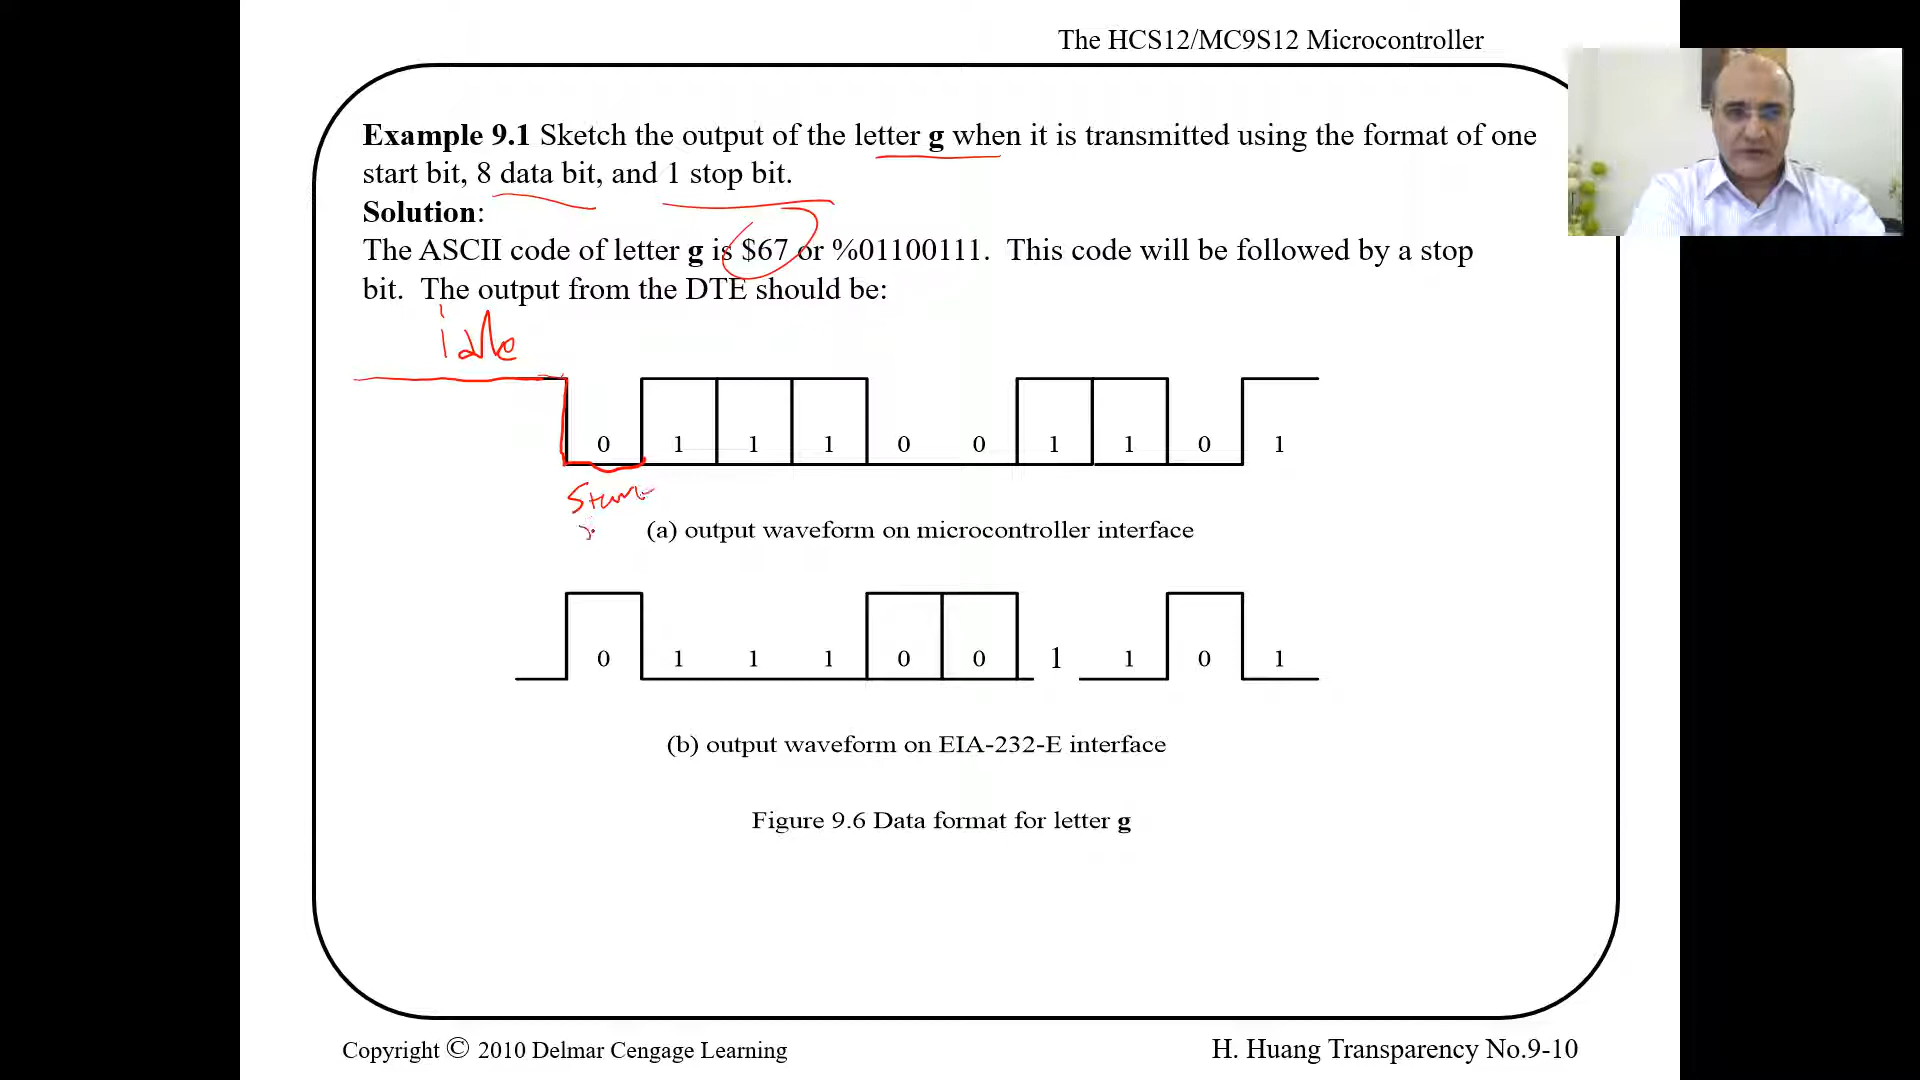 The HCS12/MC9S12 Microcontroller
Example 9.1 Sketch the output of the letter g when it is transmitted using the format of one
start bit, 8 data bit, and 1 stop bit.
Solution:
The ASCII code of letter g is $67 or %01100111. This code will be followed by a stop
bit. The output from the DTE should be:
idle
0 1 1 1 0 0 1 1 0 1
Start
(a) output waveform on microcontroller interface
0 1 1 1 0 0 1 1 0 1
(b) output waveform on EIA-232-E interface
Figure 9.6 Data format for letter g
Copyright © 2010 Delmar Cengage Learning
H. Huang Transparency No.9-10